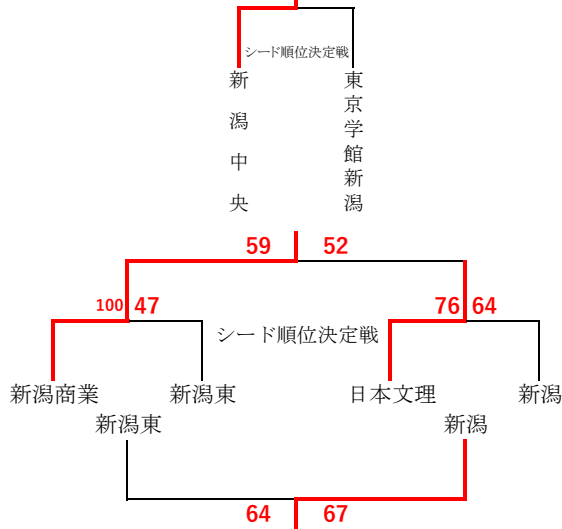 シード順位決定戦
新潟中央
東京学館新潟
59 52
100 47
76 64
シード順位決定戦
新潟商業 新潟東 日本文理 新潟
新潟東 新潟
64 67